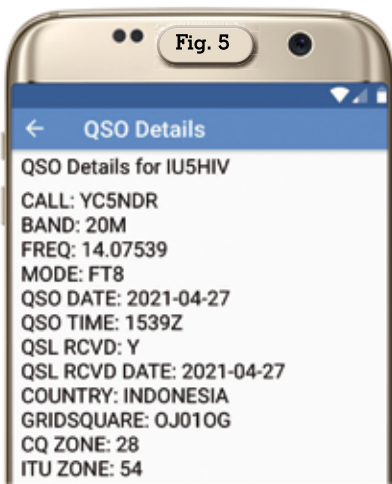 Fig. 5
QSO Details
QSO Details for IU5HIV
CALL: YC5NDR
BAND: 20M
FREQ: 14.07539
MODE: FT8
QSO DATE: 2021-04-27
QSO TIME: 1539Z
QSL RCVD: Y
QSL RCVD DATE: 2021-04-27
COUNTRY: INDONESIA
GRIDSQUARE: OJ01OG
CQ ZONE: 28
ITU ZONE: 54